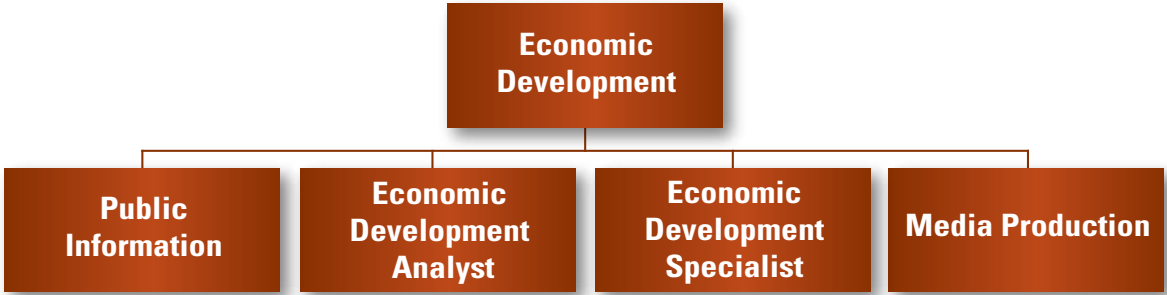 Economic
Development
Public
Information
Economic
Development
Analyst
Economic
Development
Specialist
Media Production